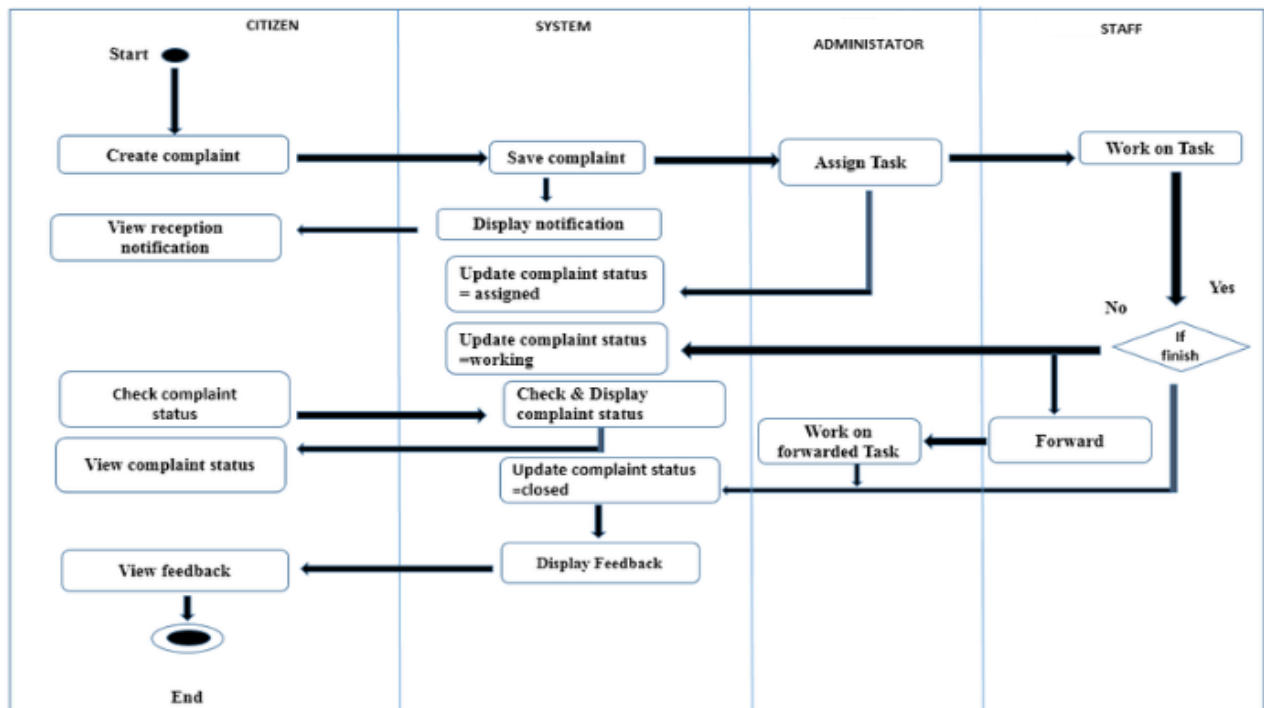 CITIZEN
SYSTEM
ADMINISTATOR
STAFF
Start
Create complaint
Save complaint
Assign Task
Work on Task
View reception
notification
Display notification
Update complaint status
= assigned
Yes
No
If
finish
Update complaint status
=working
Check complaint
status
Check & Display
complaint status
Work on
forwarded Task
Forward
View complaint status
Update complaint status
=closed
View feedback
Display Feedback
End